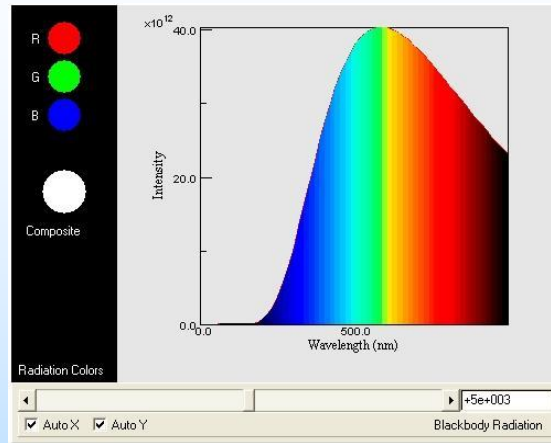 R
G
B
Composite
Radiation Colors
×10¹²
40.0
20.0
0.0
Intensity
0.0 500.0
Wavelength (nm)
+5e+003
Auto X Auto Y Blackbody Radiation